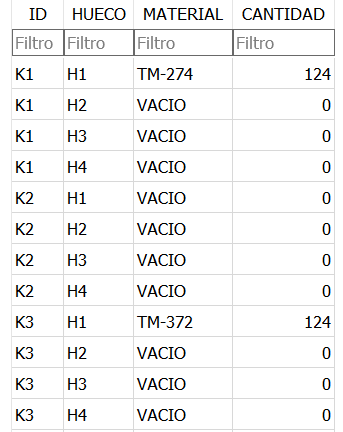 ID HUECO MATERIAL CANTIDAD
Filtro Filtro Filtro Filtro
K1 H1 TM-274 124
K1 H2 VACIO 0
K1 H3 VACIO 0
K1 H4 VACIO 0
K2 H1 VACIO 0
K2 H2 VACIO 0
K2 H3 VACIO 0
K2 H4 VACIO 0
K3 H1 TM-372 124
K3 H2 VACIO 0
K3 H3 VACIO 0
K3 H4 VACIO 0